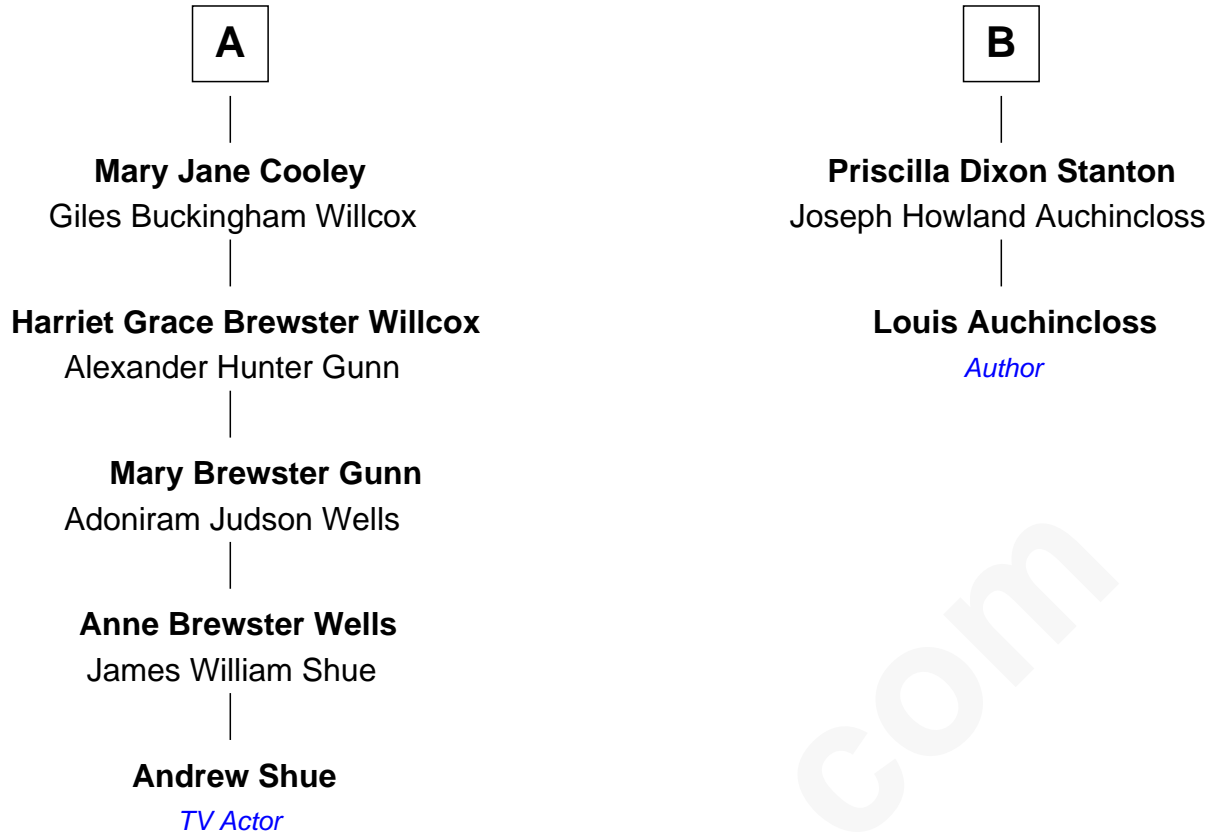 A
Mary Jane Cooley
Giles Buckingham Willcox
Harriet Grace Brewster Willcox
Alexander Hunter Gunn
Mary Brewster Gunn
Adoniram Judson Wells
Anne Brewster Wells
James William Shue
Andrew Shue
TV Actor
B
Priscilla Dixon Stanton
Joseph Howland Auchincloss
Louis Auchincloss
Author
com